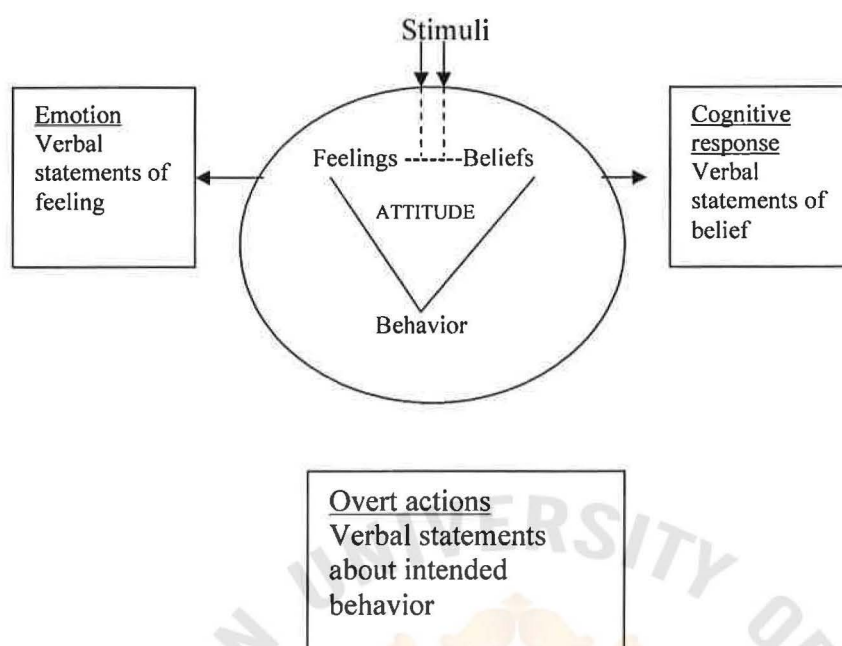 Stimuli
Emotion
Verbal
statements of
feeling
Feelings
Beliefs
ATTITUDE
Behavior
Cognitive
response
Verbal
statements of
belief
Overt actions
Verbal statements
about intended
behavior
UNIVERSITY